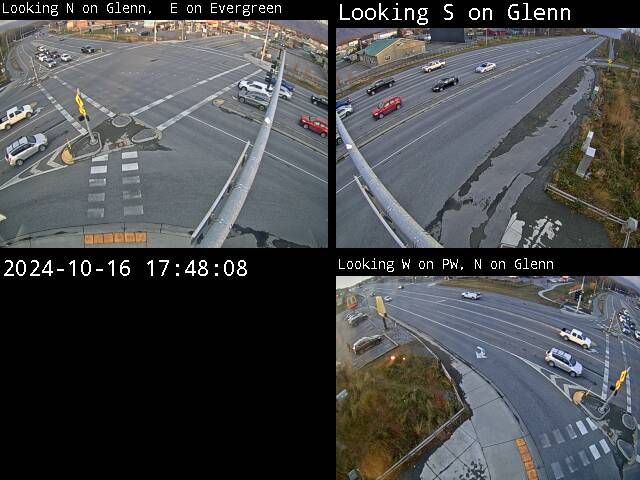 Looking N on Glenn,  E on Evergreen
Looking S on Glenn
2024-10-16 17:48:08
Looking W on PW, N on Glenn